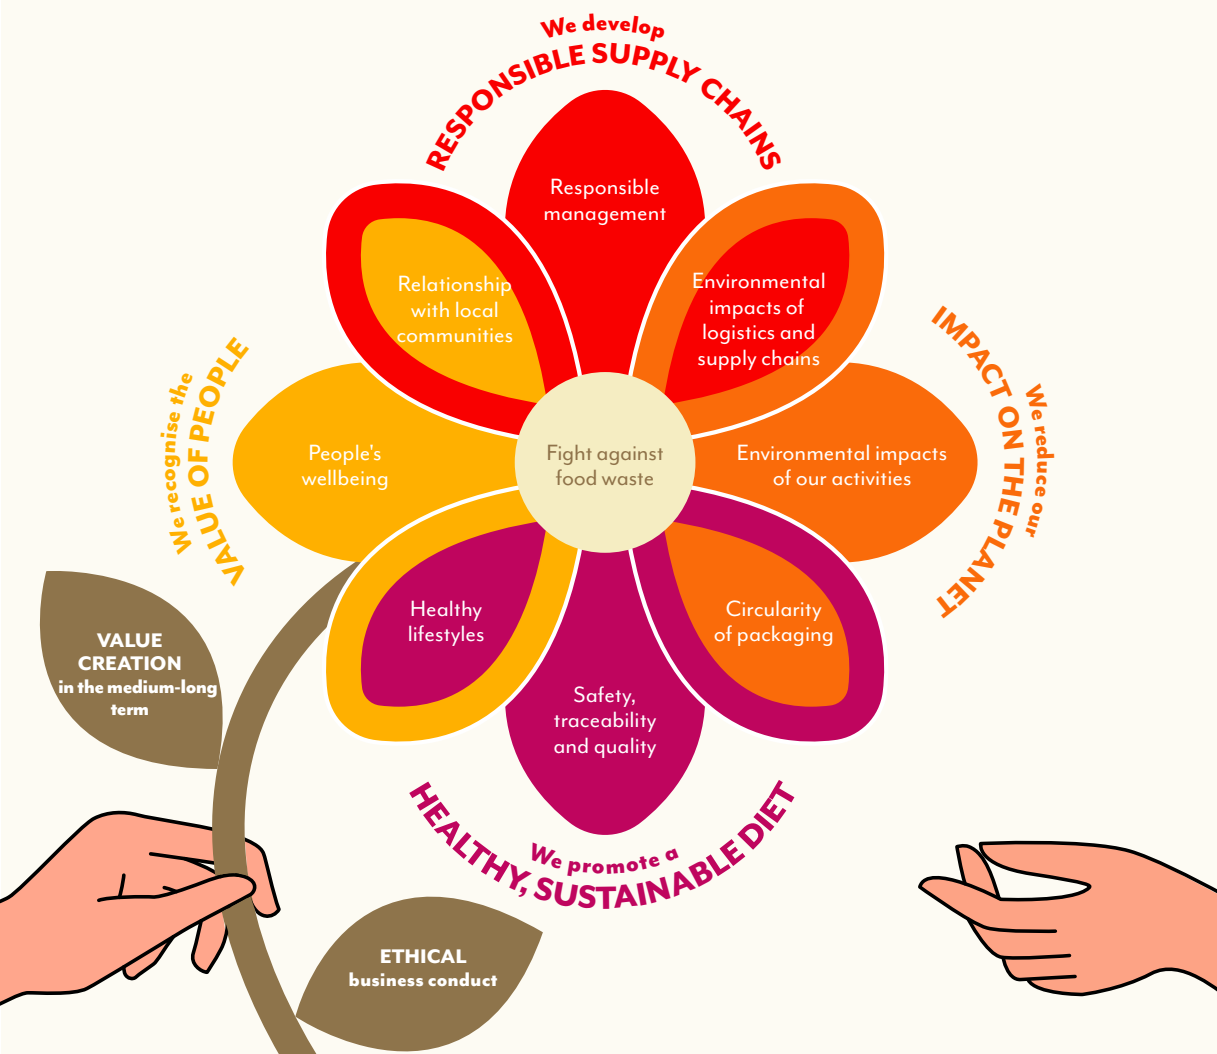 We develop
RESPONSIBLE SUPPLY CHAINS
Responsible
management
Relationship
with local
communities
Environmental
impacts of
logistics and
supply chains
We recognise the
VALUE OF PEOPLE
People's
wellbeing
Fight against
food waste
Environmental impacts
of our activities
We reduce our
IMPACT ON THE PLANET
Healthy
lifestyles
Circularity
of packaging
Safety,
traceability
and quality
We promote a
HEALTHY, SUSTAINABLE DIET
VALUE
CREATION
in the medium-long
term
ETHICAL
business conduct